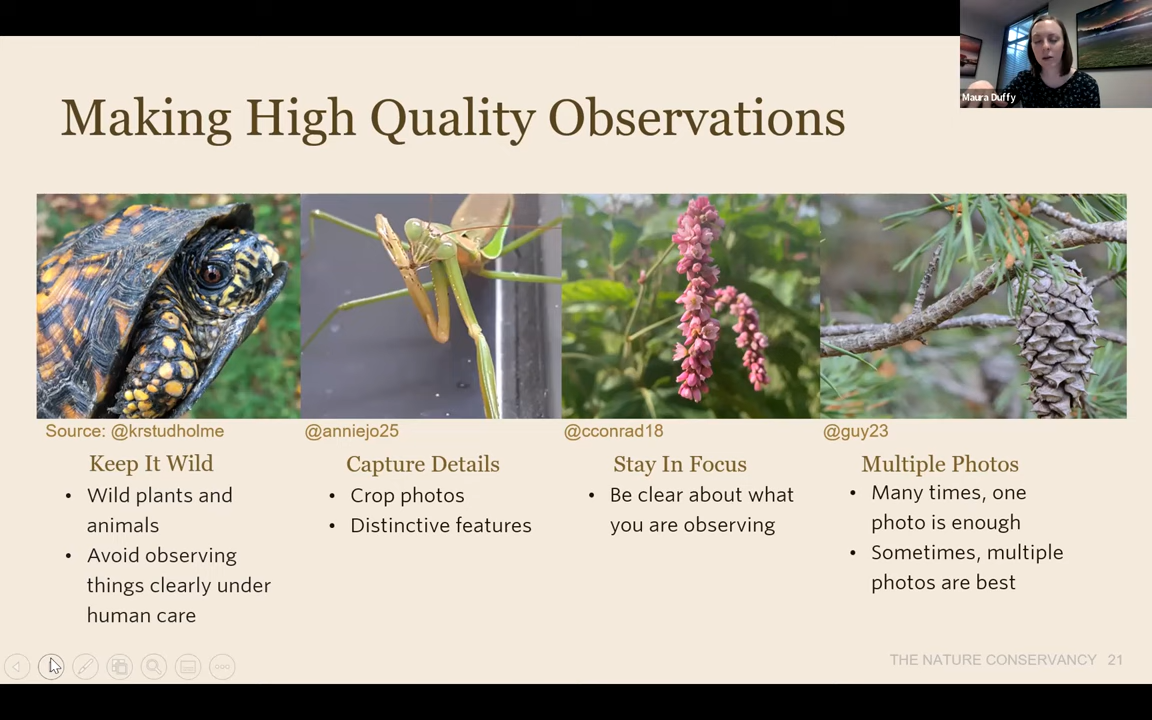 Maura Duffy
Making High Quality Observations
Source: @krstudholme
@anniejo25
@cconrad18
@guy23
Keep It Wild
• Wild plants and
animals
• Avoid observing
things clearly under
human care
Capture Details
• Crop photos
• Distinctive features
Stay In Focus
• Be clear about what
you are observing
Multiple Photos
• Many times, one
photo is enough
• Sometimes, multiple
photos are best
THE NATURE CONSERVANCY 21